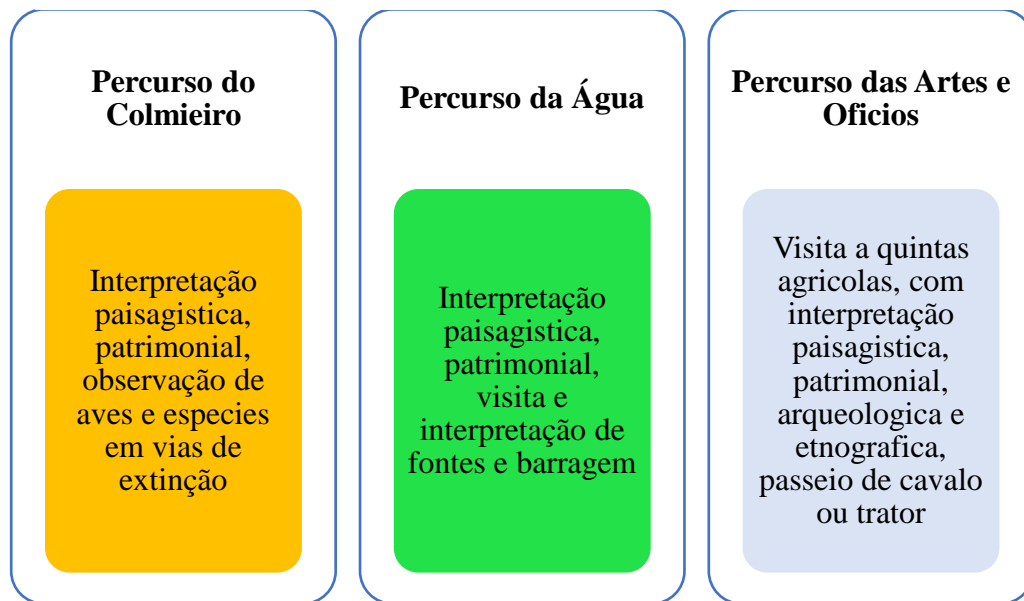 Percurso do
Colmieiro
Interpretação
paisagistica,
patrimonial,
observação de
aves e especies
em vias de
extinção
Percurso da Água
Interpretação
paisagistica,
patrimonial,
visita e
interpretação de
fontes e barragem
Percurso das Artes e
Oficios
Visita a quintas
agricolas, com
interpretação
paisagistica,
patrimonial,
arqueologica e
etnografica,
passeio de cavalo
ou trator